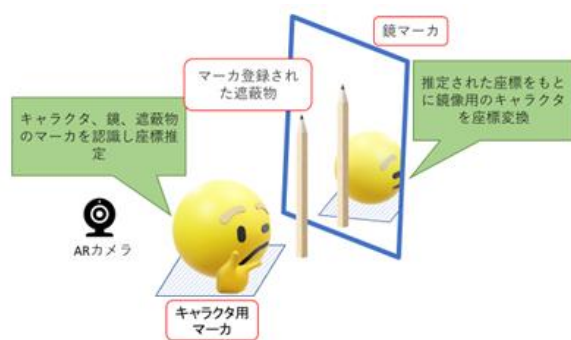 鏡マーカ
マーカ登録された
た遮蔽物
推定された座標をもと
に鏡像用のキャラクタ
を座標変換
キャラクタ、鏡、遮蔽物
のマーカを認識し座標推
定
ARカメラ
キャラクタ用
マーカ